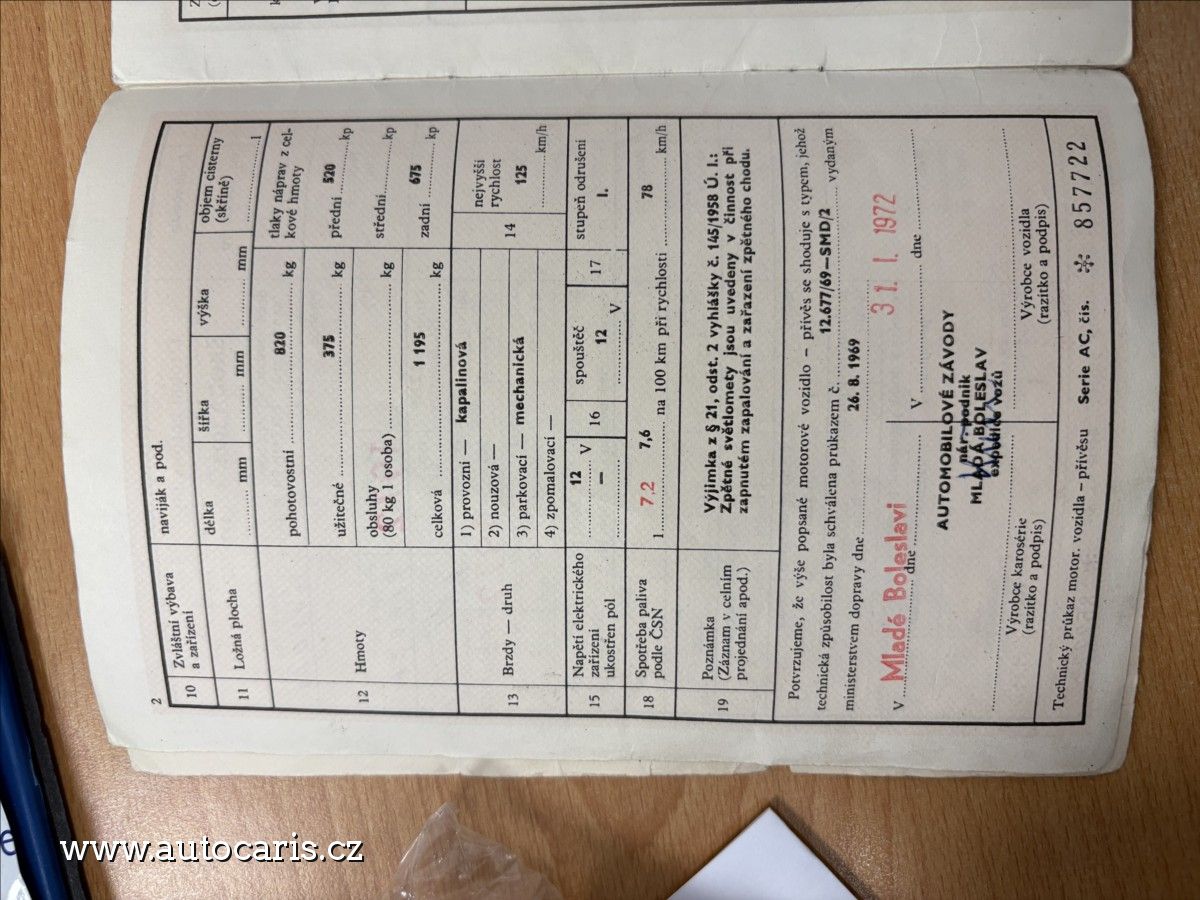 2
10 Zvláštní výbava naviják a pod.
a zařízení
11 Ložná plocha délka šířka výška objem cisterny
(skříně)
mm mm mm l
12 Hmoty pohotovostní 820 kg tlaky náprav z cel-
kové hmoty
užitečné 375 kg přední 520 kp
obsluhy
(80 kg 1 osoba) kg střední kp
celková 1 195 kg zadní 675 kp
13 Brzdy — druh 1) provozní — kapalinová
2) nouzová —
3) parkovací — mechanická
4) zpomalovací —
14 nejvyšší
rychlost
125 km/h
15 Napětí elektrického
zařízení
ukostřen pól
12 V
—
16 spouštěč
12 V
17 stupeň odrušení
I.
18 Spotřeba paliva
podle ČSN
1. 7,2 7,6 na 100 km při rychlosti 78 km/h
19 Poznámka
(Záznam v celním
projednání apod.)
Výjimka z § 21, odst. 2 vyhlášky č. 145/1958 Ú. l.:
Zpětné světlomety jsou uvedeny v činnost při
zapnutém zapalování a zařazení zpětného chodu.
Potvrzujeme, že výše popsané motorové vozidlo – přívěs se shoduje s typem, jehož
technická způsobilost byla schválena průkazem č. 12.677/69—SMD/2 vydaným
ministerstvem dopravy dne 26. 8. 1969
V Mladé Boleslavi dne V dne 31. 1. 1972
AUTOMOBILOVÉ ZÁVODY
nár. podnik
MLADÁ BOLESLAV
expedice vozů
Výrobce karosérie
(razítko a podpis)
Výrobce vozidla
(razítko a podpis)
Technický průkaz motor. vozidla – přívěsu Serie AC, čís. ✻ 857722
www.autocaris.cz